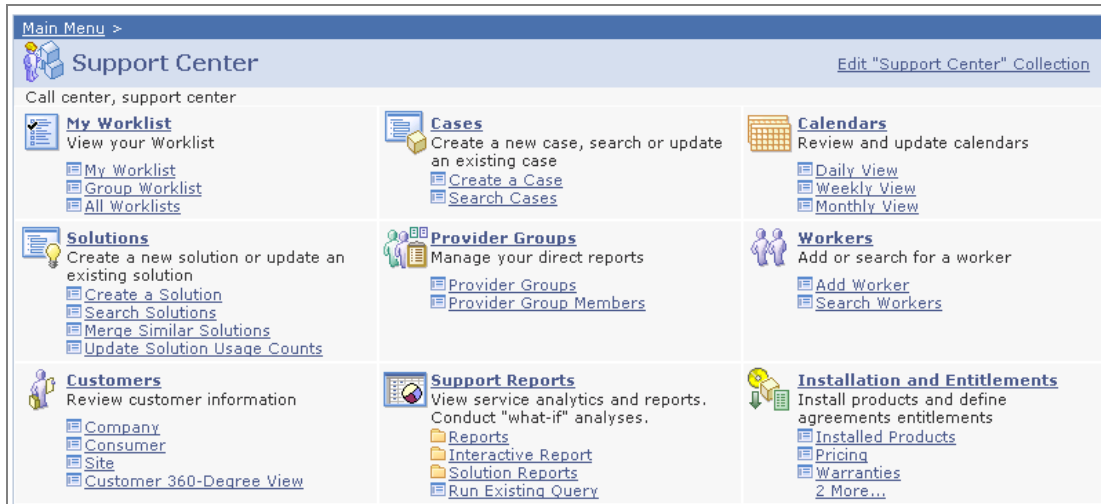 Main Menu >
Support Center
Edit "Support Center" Collection
Call center, support center
My Worklist
View your Worklist
My Worklist
Group Worklist
All Worklists
Cases
Create a new case, search or update
an existing case
Create a Case
Search Cases
Calendars
Review and update calendars
Daily View
Weekly View
Monthly View
Solutions
Create a new solution or update an
existing solution
Create a Solution
Search Solutions
Merge Similar Solutions
Update Solution Usage Counts
Provider Groups
Manage your direct reports
Provider Groups
Provider Group Members
Workers
Add or search for a worker
Add Worker
Search Workers
Customers
Review customer information
Company
Consumer
Site
Customer 360-Degree View
Support Reports
View service analytics and reports.
Conduct "what-if" analyses.
Reports
Interactive Report
Solution Reports
Run Existing Query
Installation and Entitlements
Install products and define
agreements entitlements
Installed Products
Pricing
Warranties
2 More...